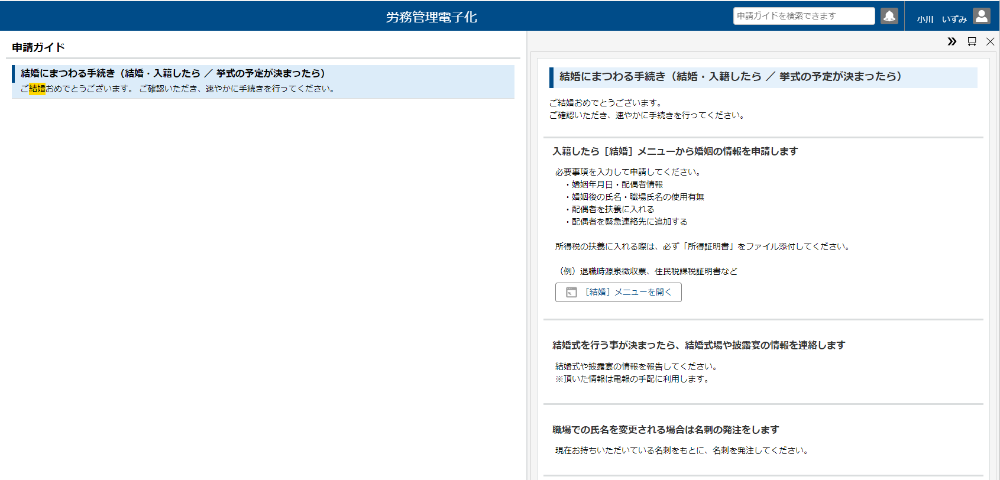 労務管理電子化
申請ガイドを検索できます
小川 いずみ
申請ガイド
結婚にまつわる手続き（結婚・入籍したら ／ 挙式の予定が決まったら）
ご結婚おめでとうございます。 ご確認いただき、速やかに手続きを行ってください。
結婚にまつわる手続き（結婚・入籍したら ／ 挙式の予定が決まったら）
ご結婚おめでとうございます。
ご確認いただき、速やかに手続きを行ってください。
入籍したら［結婚］メニューから婚姻の情報を申請します
必要事項を入力して申請してください。
・婚姻年月日・配偶者情報
・婚姻後の氏名・職場氏名の使用有無
・配偶者を扶養に入れる
・配偶者を緊急連絡先に追加する
所得税の扶養に入れる際は、必ず「所得証明書」をファイル添付してください。
（例）退職時源泉徴収票、住民税課税証明書など
［結婚］メニューを開く
結婚式を行う事が決まったら、結婚式場や披露宴の情報を連絡します
結婚式や披露宴の情報を報告してください。
※頂いた情報は電報の手配に利用します。
職場での氏名を変更される場合は名刺の発注をします
現在お持ちいただいている名刺をもとに、名刺を発注してください。